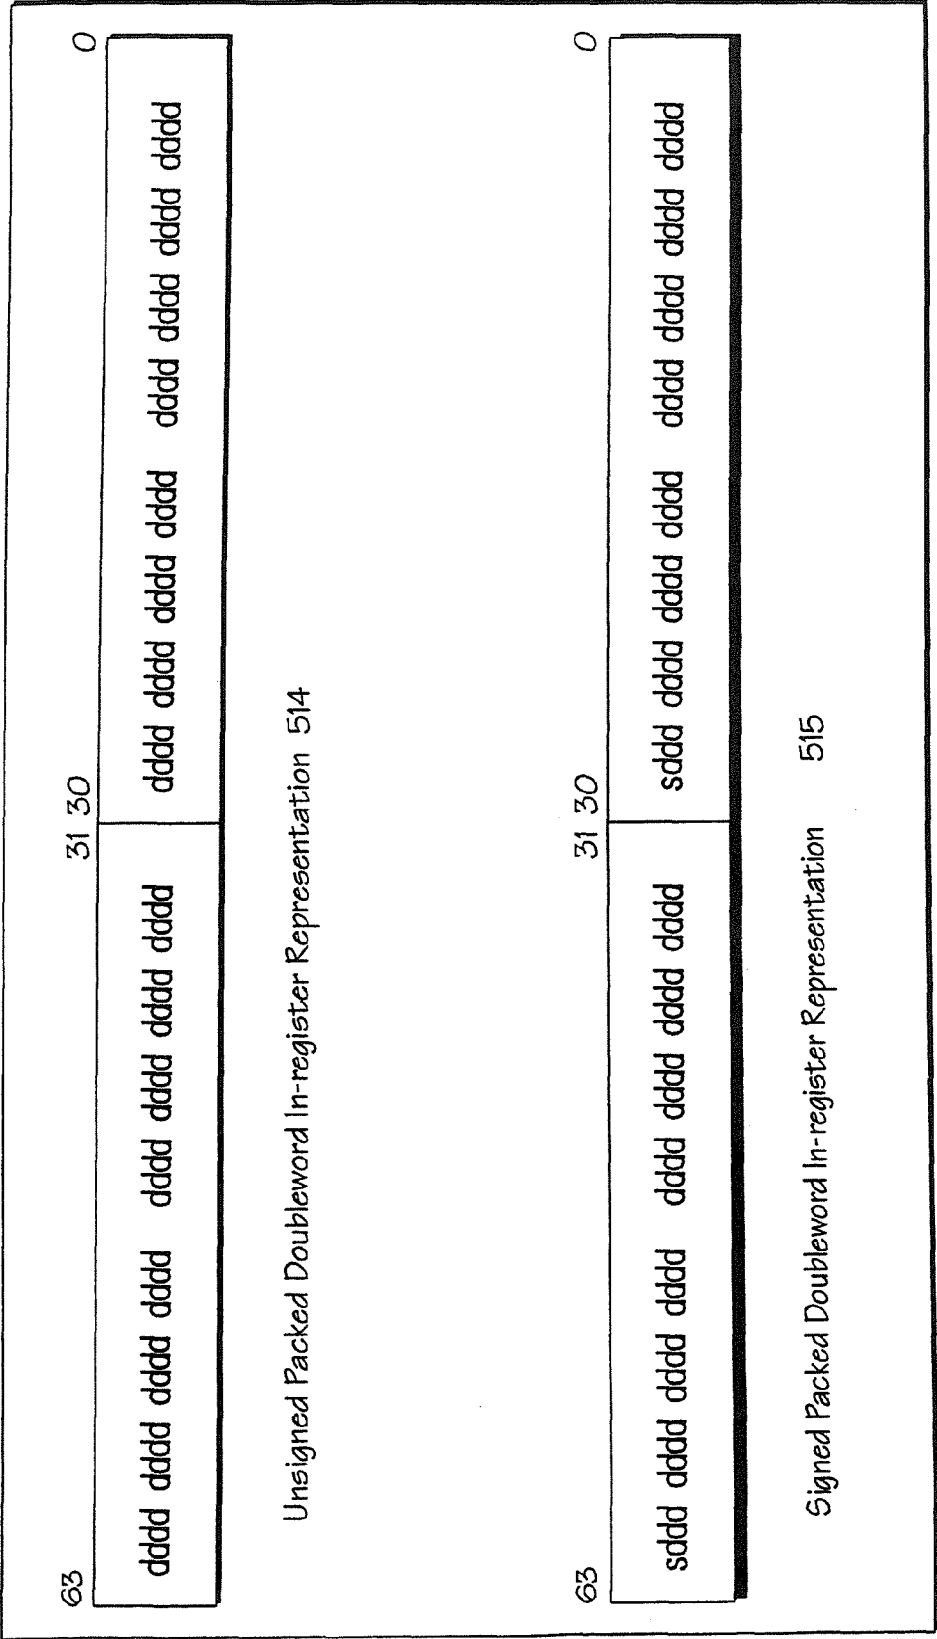 63 31 30 0
dddd dddd dddd dddd dddd dddd dddd dddd dddd dddd dddd dddd dddd dddd dddd dddd
Unsigned Packed Doubleword In-register Representation 514
63 31 30 0
sddd dddd dddd dddd dddd dddd dddd dddd sddd dddd dddd dddd dddd dddd dddd dddd
Signed Packed Doubleword In-register Representation 515